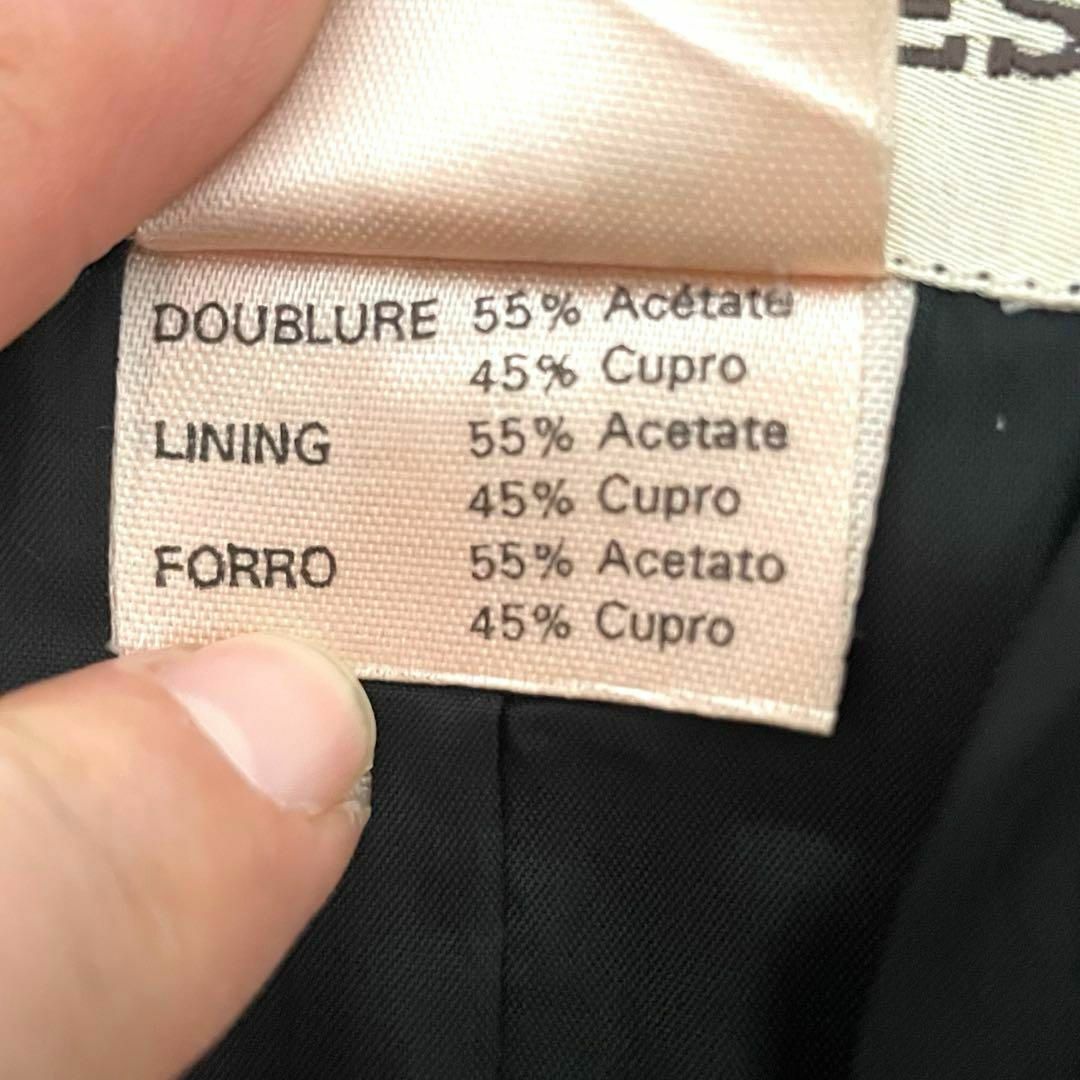 DOUBLURE 55% Acétate
45% Cupro
LINING 55% Acetate
45% Cupro
FORRO 55% Acetato
45% Cupro